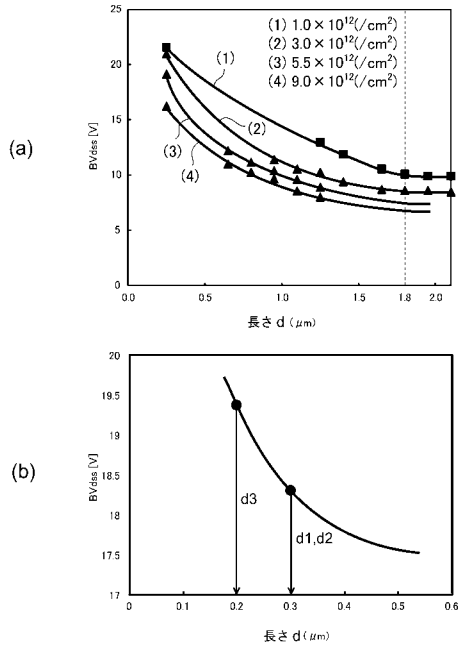 (a)
BVdss [V]
25
20
15
10
5
0
(1) 1.0×10¹²(/cm²)
(2) 3.0×10¹²(/cm²)
(3) 5.5×10¹²(/cm²)
(4) 9.0×10¹²(/cm²)
(1)
(2)
(3)
(4)
0.0 0.5 1.0 1.5 1.8 2.0
長さ d (μm)
(b)
BVdss [V]
20
19.5
19
18.5
18
17.5
17
d3
d1,d2
0 0.1 0.2 0.3 0.4 0.5 0.6
長さ d (μm)